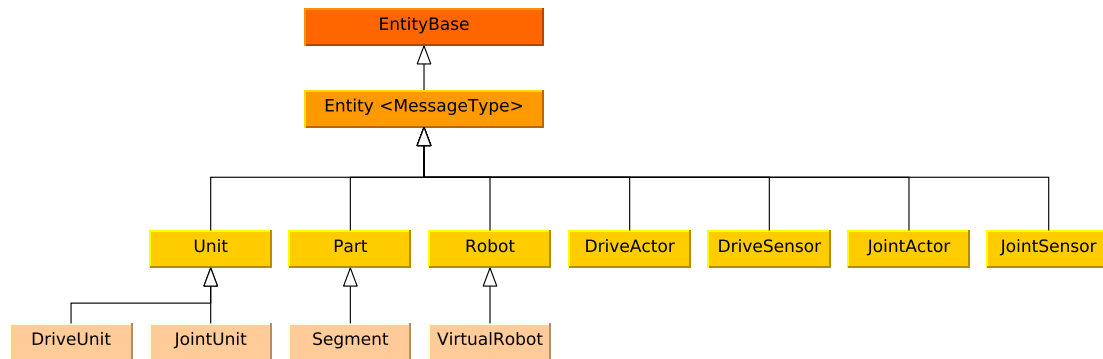 EntityBase
Entity <MessageType>
Unit
Part
Robot
DriveActor
DriveSensor
JointActor
JointSensor
DriveUnit
JointUnit
Segment
VirtualRobot